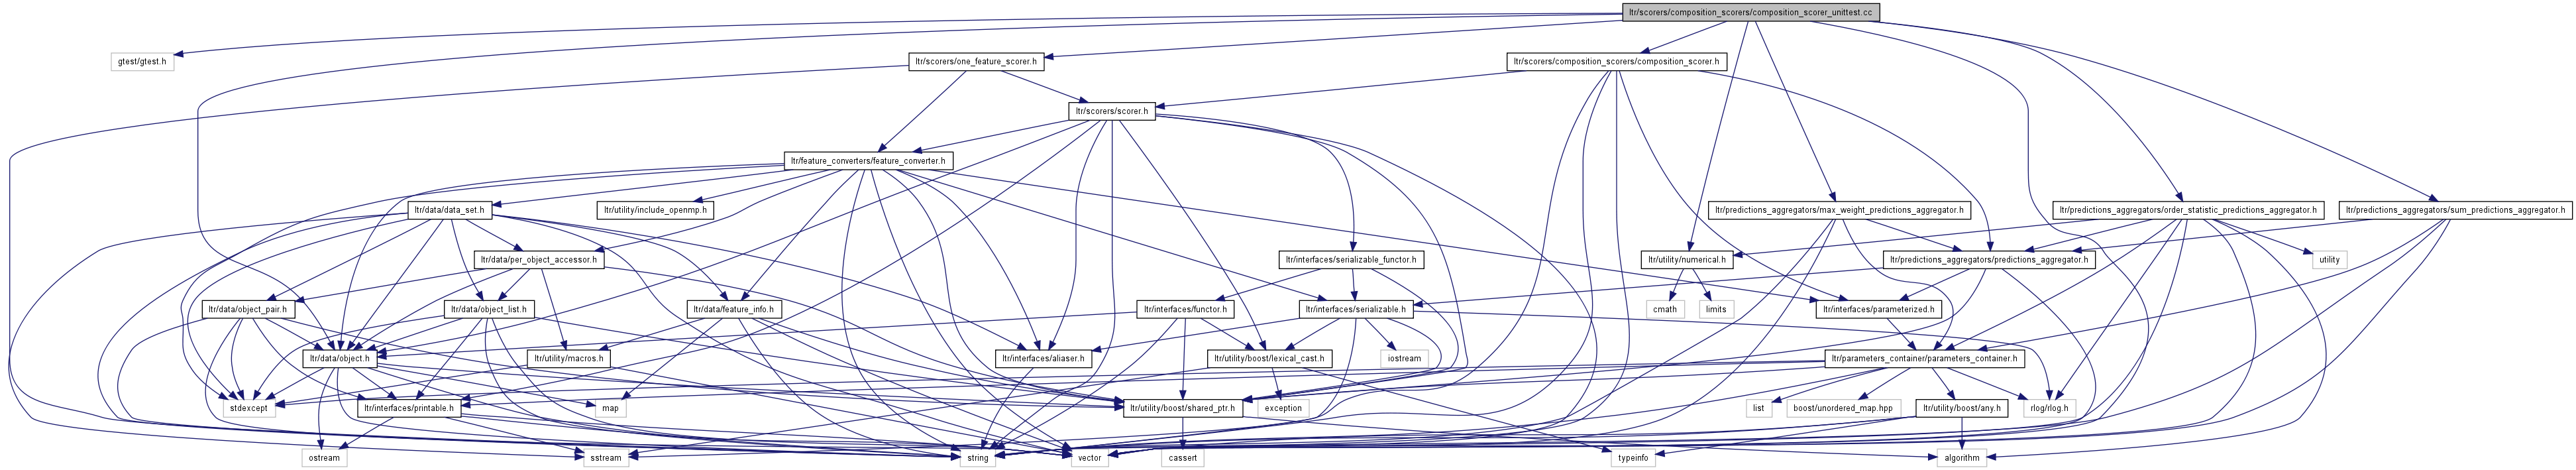 ltr/scorers/composition_scorers/composition_scorer_unittest.cc
gtest/gtest.h
ltr/scorers/one_feature_scorer.h
ltr/scorers/composition_scorers/composition_scorer.h
ltr/scorers/scorer.h
ltr/feature_converters/feature_converter.h
ltr/data/data_set.h
ltr/utility/include_openmp.h
ltr/predictions_aggregators/max_weight_predictions_aggregator.h
ltr/predictions_aggregators/order_statistic_predictions_aggregator.h
ltr/predictions_aggregators/sum_predictions_aggregator.h
ltr/data/per_object_accessor.h
ltr/interfaces/serializable_functor.h
ltr/utility/numerical.h
ltr/predictions_aggregators/predictions_aggregator.h
utility
ltr/data/object_pair.h
ltr/data/object_list.h
ltr/data/feature_info.h
ltr/interfaces/functor.h
ltr/interfaces/serializable.h
cmath
limits
ltr/interfaces/parameterized.h
ltr/data/object.h
ltr/utility/macros.h
ltr/interfaces/aliaser.h
ltr/utility/boost/lexical_cast.h
iostream
ltr/parameters_container/parameters_container.h
stdexcept
ltr/interfaces/printable.h
map
ltr/utility/boost/shared_ptr.h
exception
list
boost/unordered_map.hpp
ltr/utility/boost/any.h
rlog/rlog.h
ostream
sstream
string
vector
cassert
typeinfo
algorithm